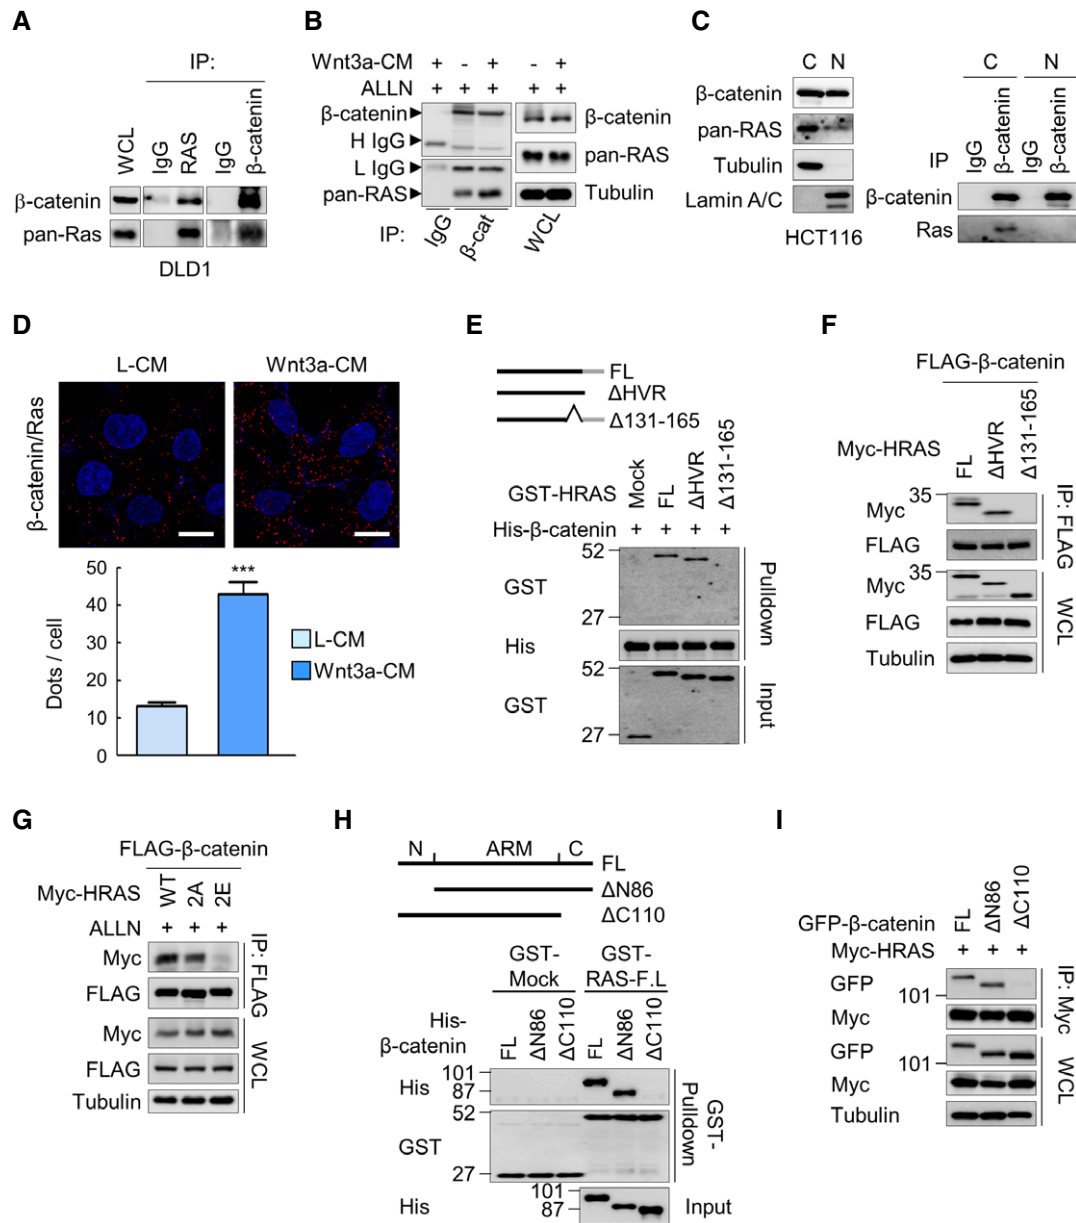 A
IP:
WCL
IgG
RAS
IgG
β-catenin
β-catenin
pan-Ras
DLD1
B
Wnt3a-CM + - + - +
ALLN + + + + +
β-catenin
H IgG
L IgG
pan-RAS
β-catenin
pan-RAS
Tubulin
IP:
IgG
β-cat
WCL
C
C N
β-catenin
pan-RAS
Tubulin
Lamin A/C
HCT116
C N
IP
IgG
β-catenin
IgG
β-catenin
β-catenin
Ras
D
L-CM Wnt3a-CM
β-catenin/Ras
50
40
30
20
10
0
Dots / cell
***
L-CM
Wnt3a-CM
E
FL
ΔHVR
Δ131-165
GST-HRAS
Mock
FL
ΔHVR
Δ131-165
His-β-catenin + + + +
52
GST
27
His
52
GST
27
Pulldown
Input
F
FLAG-β-catenin
Myc-HRAS
FL
ΔHVR
Δ131-165
35
Myc
FLAG
35
Myc
FLAG
Tubulin
IP: FLAG
WCL
G
FLAG-β-catenin
Myc-HRAS
WT
2A
2E
ALLN + + +
Myc
FLAG
Myc
FLAG
Tubulin
IP: FLAG
WCL
H
N ARM C
FL
ΔN86
ΔC110
GST-
Mock
GST-
RAS-F.L
His-
β-catenin
FL
ΔN86
ΔC110
FL
ΔN86
ΔC110
101
His 87
52
GST
27
101
His 87
GST-
Pulldown
Input
I
GFP-β-catenin
FL
ΔN86
ΔC110
Myc-HRAS + + +
GFP
101
Myc
GFP
101
Myc
Tubulin
IP: Myc
WCL